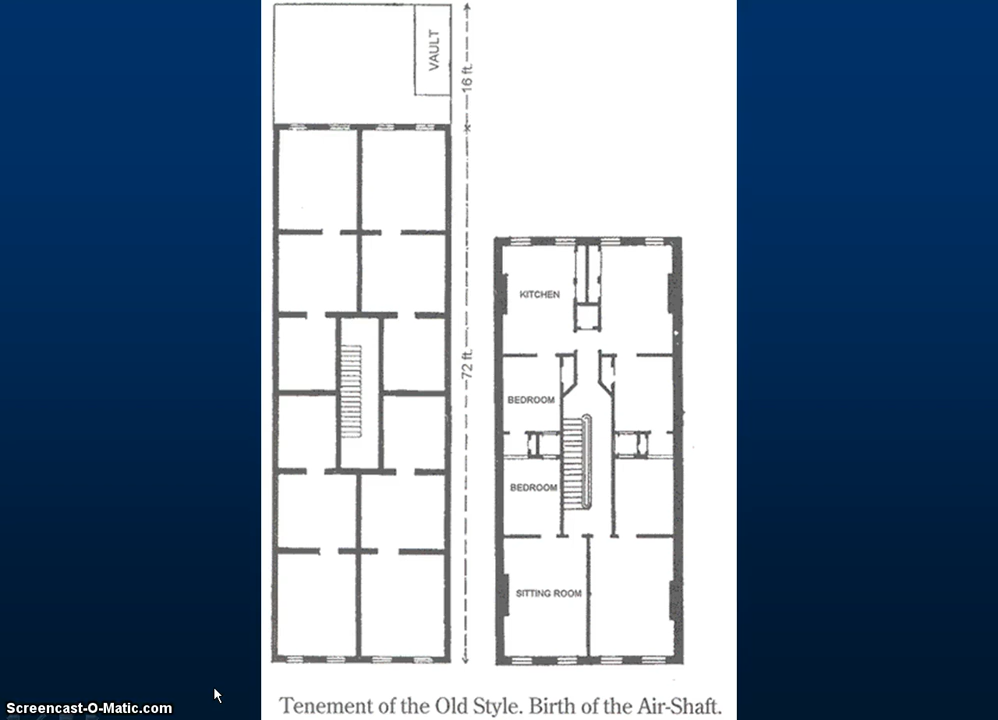 VAULT
16 ft.
72 ft.
KITCHEN
BEDROOM
BEDROOM
SITTING ROOM
Tenement of the Old Style. Birth of the Air-Shaft.
Screencast-O-Matic.com